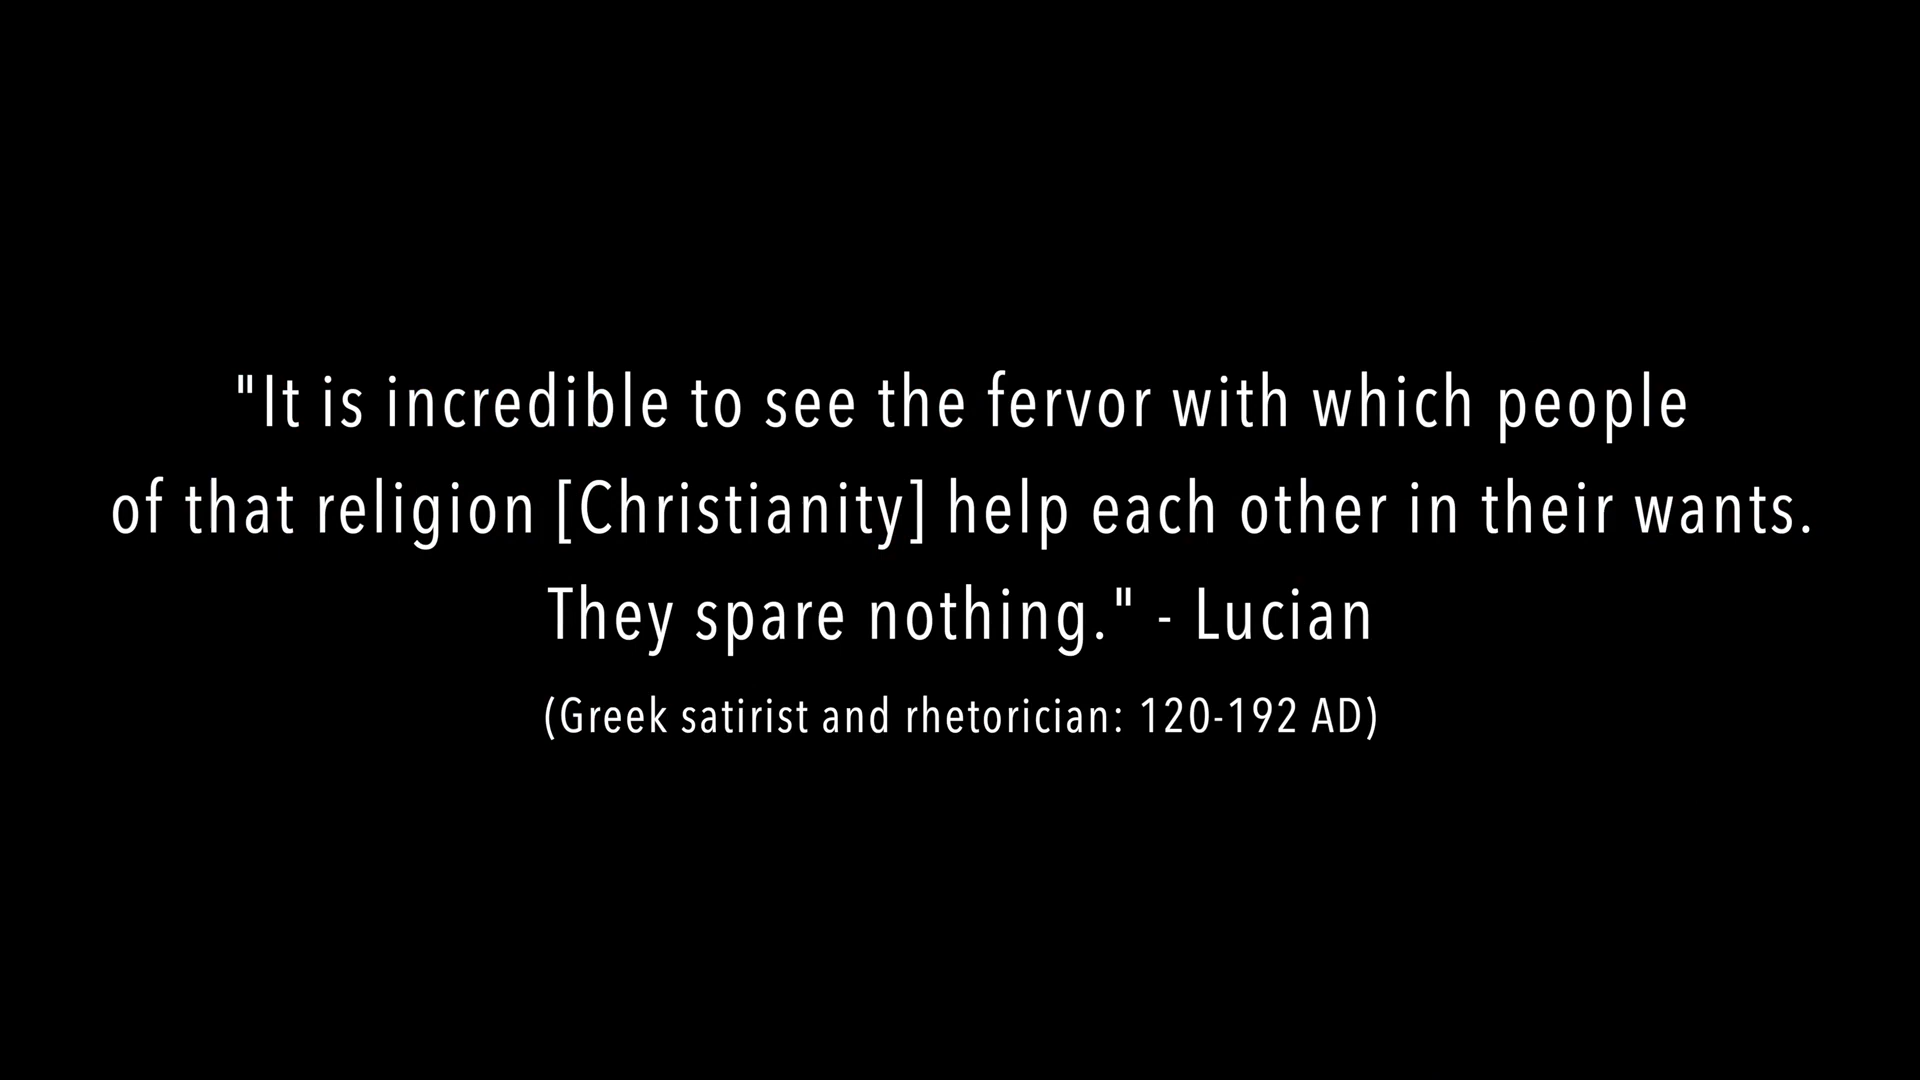 "It is incredible to see the fervor with which people
of that religion [Christianity] help each other in their wants.
They spare nothing." - Lucian
(Greek satirist and rhetorician: 120-192 AD)